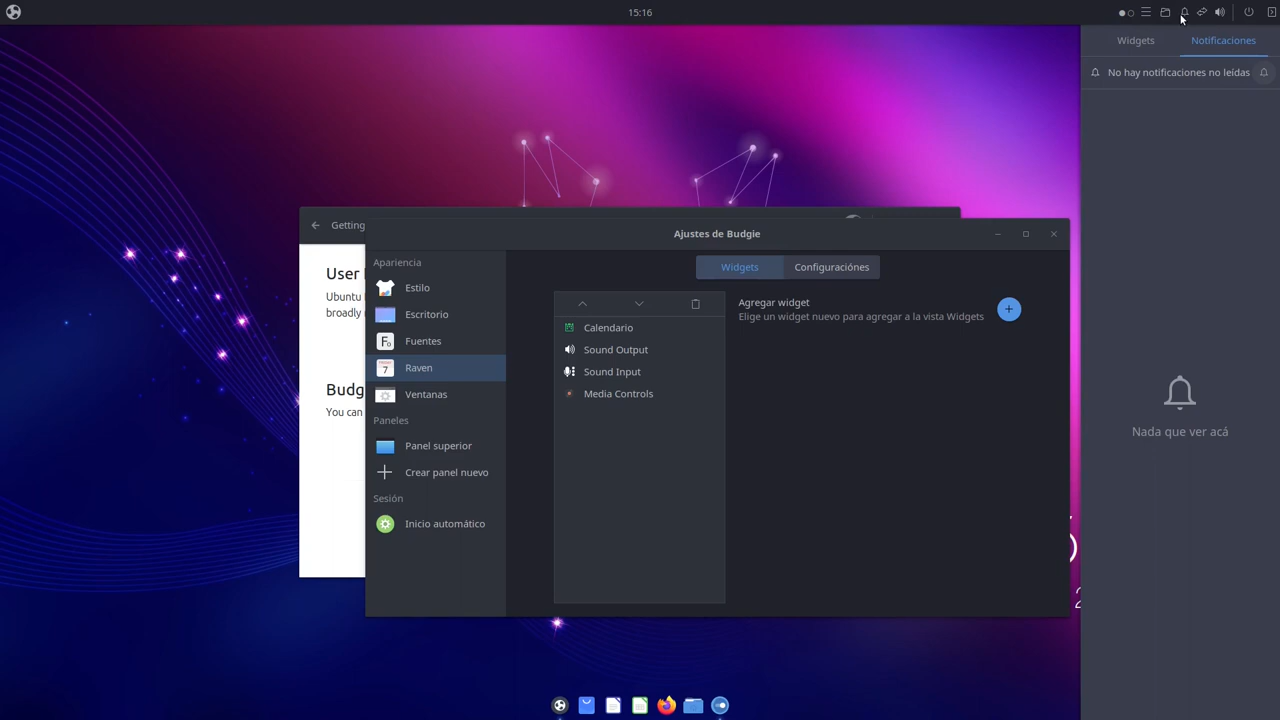 15:16
Widgets
Notificaciones
No hay notificaciones no leídas
Nada que ver acá
Getting
User
Ubuntu
broadly
Budg
You can
Ajustes de Budgie
Apariencia
Estilo
Escritorio
Fuentes
Raven
Ventanas
Paneles
Panel superior
Crear panel nuevo
Sesión
Inicio automático
Widgets
Configuraciónes
Calendario
Sound Output
Sound Input
Media Controls
Agregar widget
Elige un widget nuevo para agregar a la vista Widgets